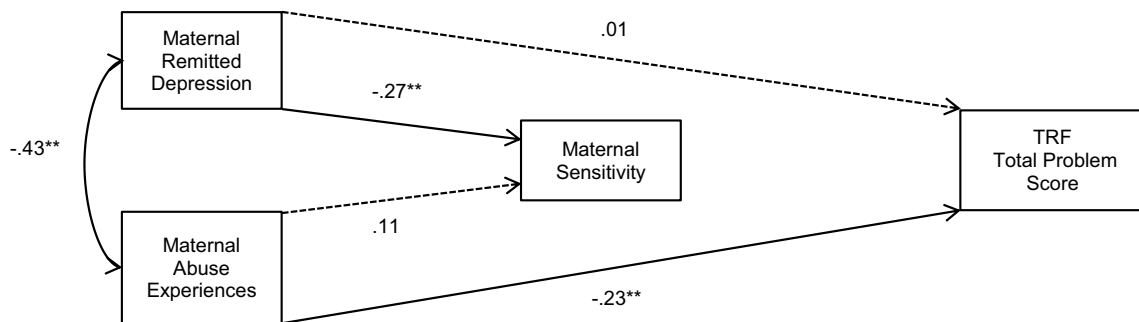 Maternal
Remitted
Depression
.01
-.27**
-.43**
Maternal
Sensitivity
TRF
Total Problem
Score
Maternal
Abuse
Experiences
.11
-.23**